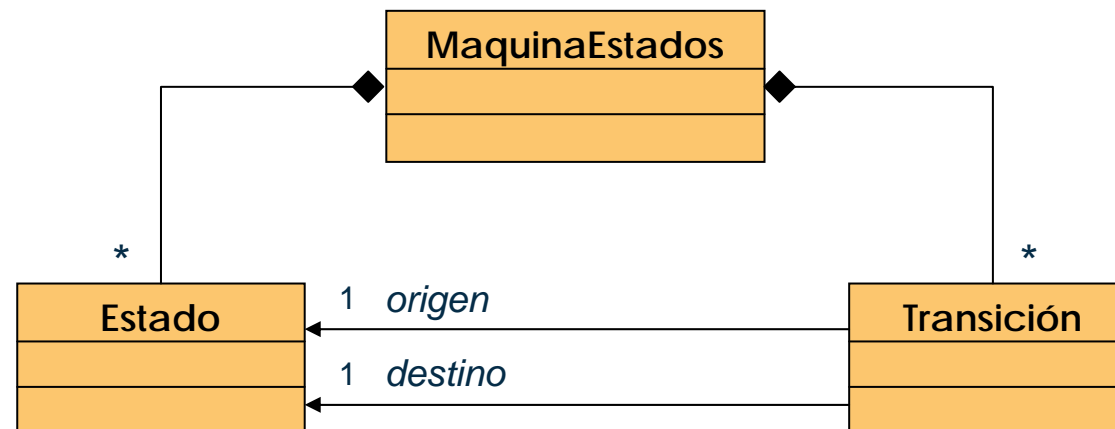 MaquinaEstados
* *
1 origen
Estado Transición
1 destino